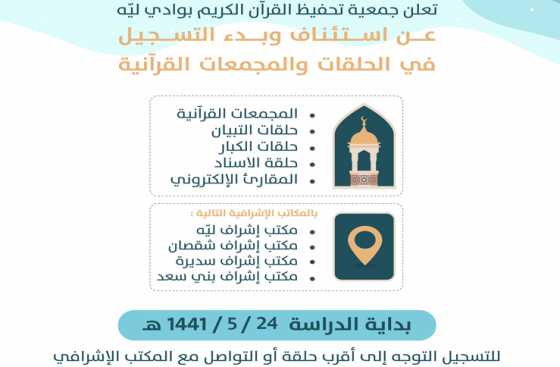 تعلن جمعية تحفيظ القرآن الكريم بوادي ليّه
عن استئناف وبدء التسجيل
في الحلقات والمجمعات القرآنية
المجمعات القرآنية
حلقات التبيان
حلقات الكبار
حلقة الاسناد
المقارئ الإلكتروني
بالمكاتب الإشرافية التالية :
مكتب إشراف ليّه
مكتب إشراف شقصان
مكتب إشراف سديرة
مكتب إشراف بني سعد
بداية الدراسة 24 / 5 / 1441 هـ
للتسجيل التوجه إلى أقرب حلقة أو التواصل مع المكتب الإشرافي